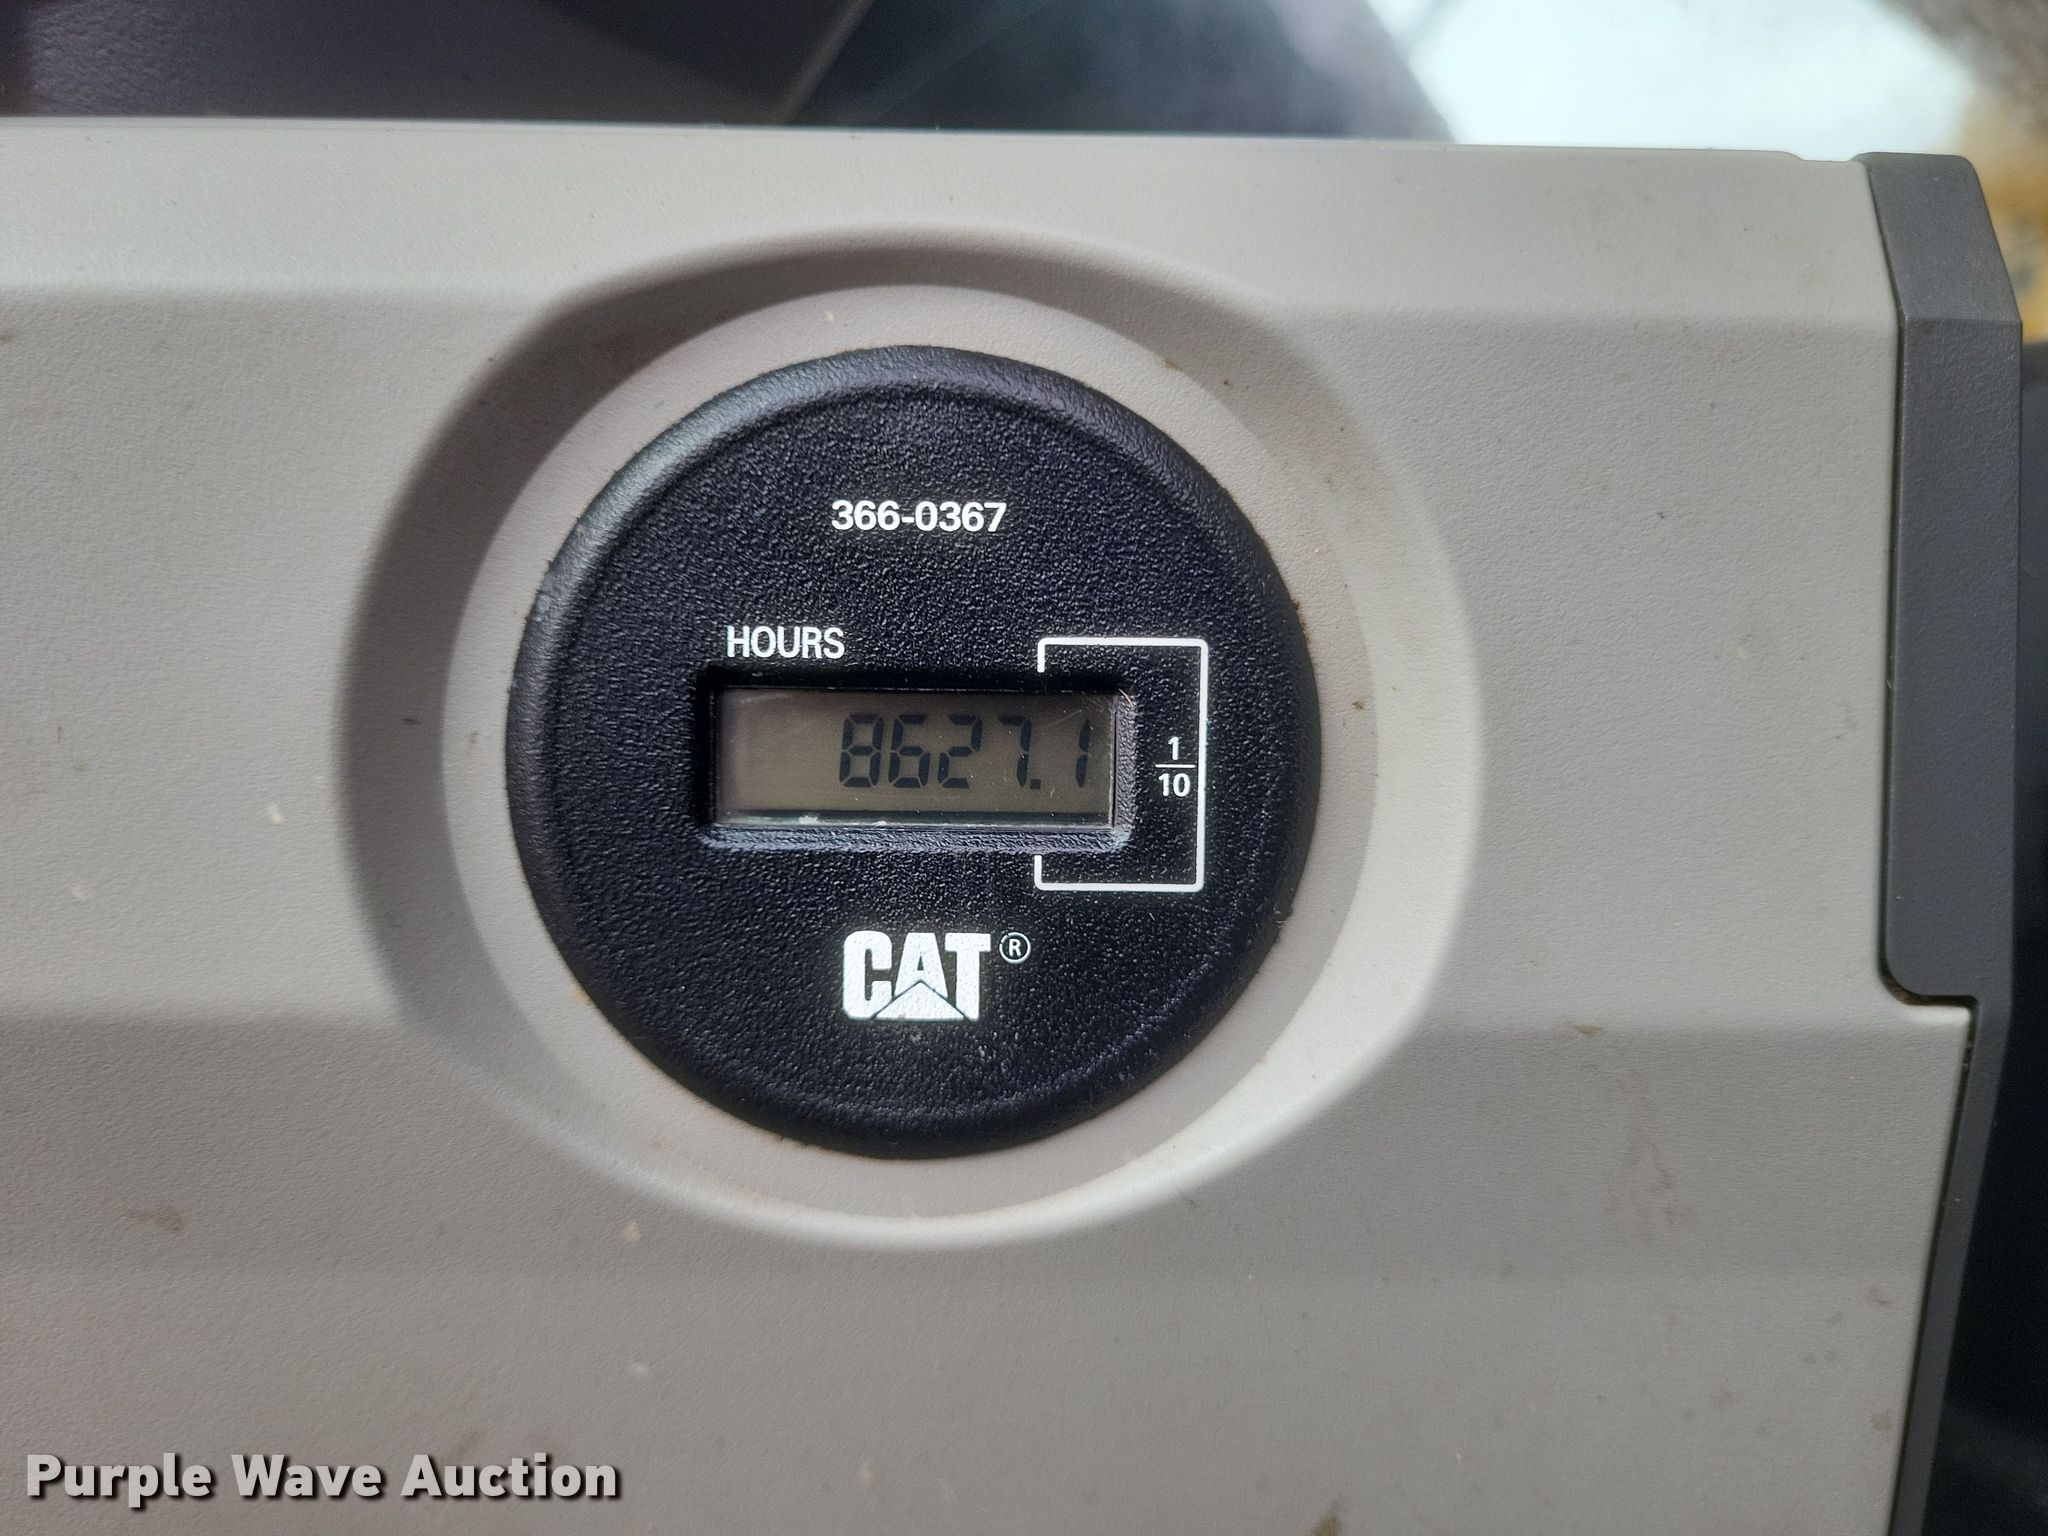 366-0367
HOURS
8627.1
1
10
CAT®
Purple Wave Auction